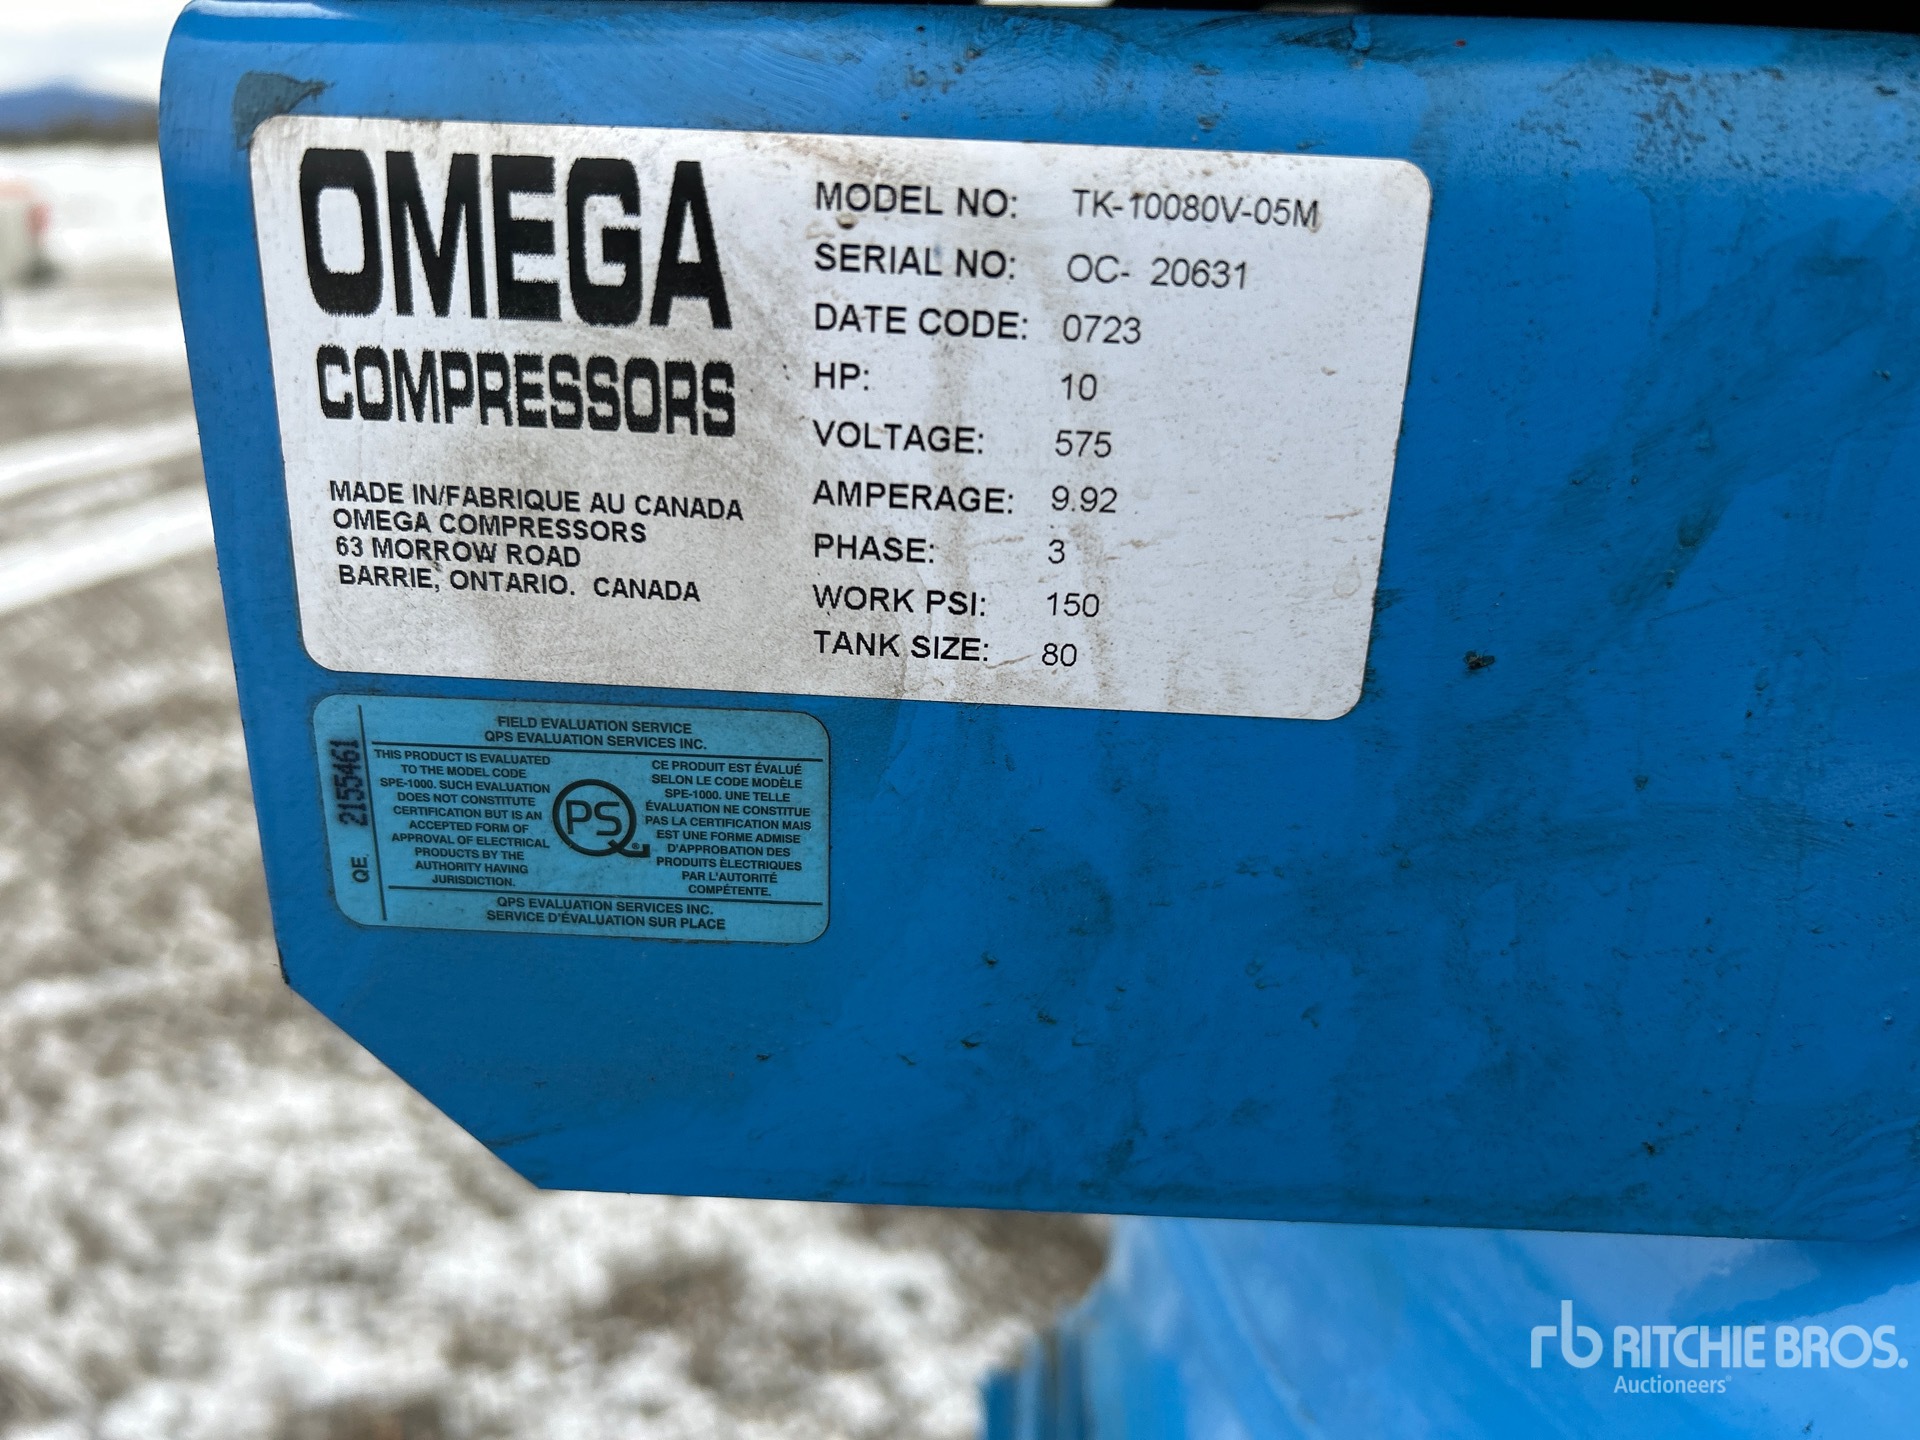 OMEGA
COMPRESSORS
MADE IN/FABRIQUE AU CANADA
OMEGA COMPRESSORS
63 MORROW ROAD
BARRIE, ONTARIO. CANADA
MODEL NO: TK-10080V-05M
SERIAL NO: OC- 20631
DATE CODE: 0723
HP: 10
VOLTAGE: 575
AMPERAGE: 9.92
PHASE: 3
WORK PSI: 150
TANK SIZE: 80
FIELD EVALUATION SERVICE
QPS EVALUATION SERVICES INC.
QE. 2155461
THIS PRODUCT IS EVALUATED
TO THE MODEL CODE
SPE-1000. SUCH EVALUATION
DOES NOT CONSTITUTE
CERTIFICATION BUT IS AN
ACCEPTED FORM OF
APPROVAL OF ELECTRICAL
PRODUCTS BY THE
AUTHORITY HAVING
JURISDICTION.
QPS®
CE PRODUIT EST ÉVALUÉ
SELON LE CODE MODÈLE
SPE-1000. UNE TELLE
ÉVALUATION NE CONSTITUE
PAS LA CERTIFICATION MAIS
EST UNE FORME ADMISE
D'APPROBATION DES
PRODUITS ÈLECTRIQUES
PAR L'AUTORITÉ
COMPÉTENTE.
QPS EVALUATION SERVICES INC.
SERVICE D'ÉVALUATION SUR PLACE
rb RITCHIE BROS.
Auctioneers